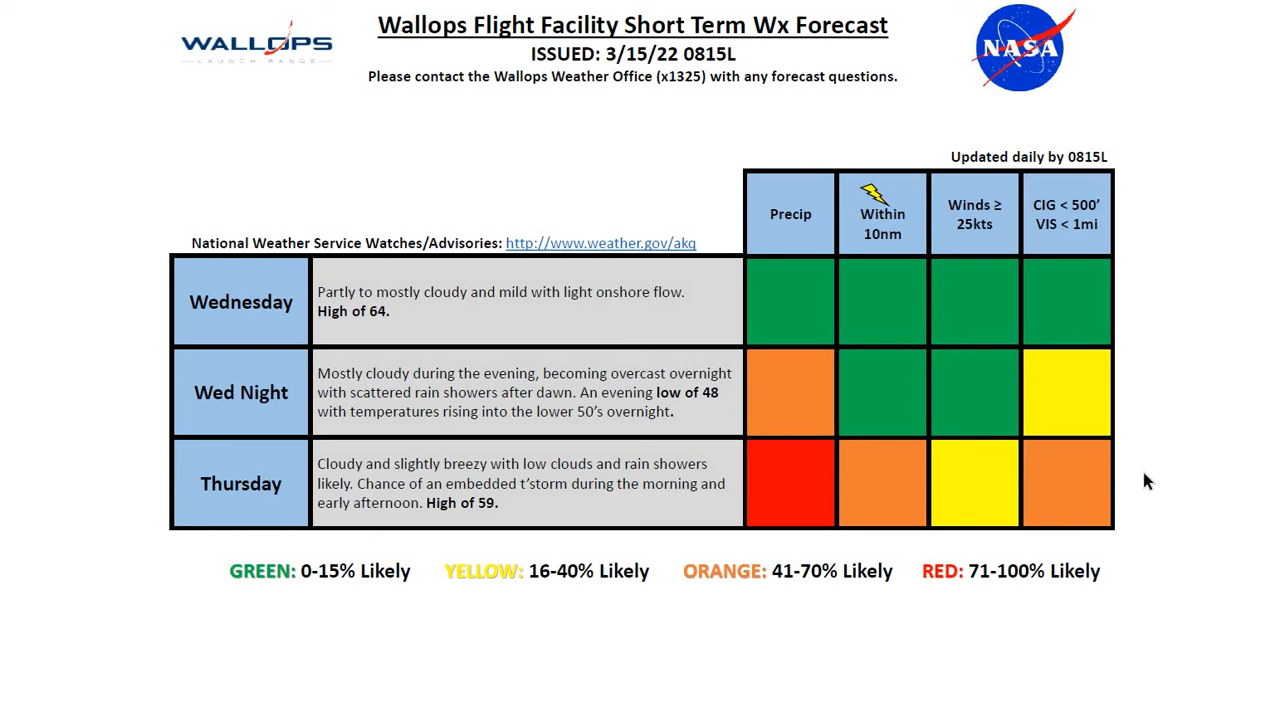 WALLOPS
LAUNCH RANGE
Wallops Flight Facility Short Term Wx Forecast
ISSUED: 3/15/22 0815L
Please contact the Wallops Weather Office (x1325) with any forecast questions.
NASA
Updated daily by 0815L
National Weather Service Watches/Advisories: http://www.weather.gov/akq
Precip
Within
10nm
Winds ≥
25kts
CIG < 500’
VIS < 1mi
Wednesday
Partly to mostly cloudy and mild with light onshore flow.
High of 64.
Wed Night
Mostly cloudy during the evening, becoming overcast overnight
with scattered rain showers after dawn. An evening low of 48
with temperatures rising into the lower 50’s overnight.
Thursday
Cloudy and slightly breezy with low clouds and rain showers
likely. Chance of an embedded t’storm during the morning and
early afternoon. High of 59.
GREEN: 0-15% Likely YELLOW: 16-40% Likely ORANGE: 41-70% Likely RED: 71-100% Likely